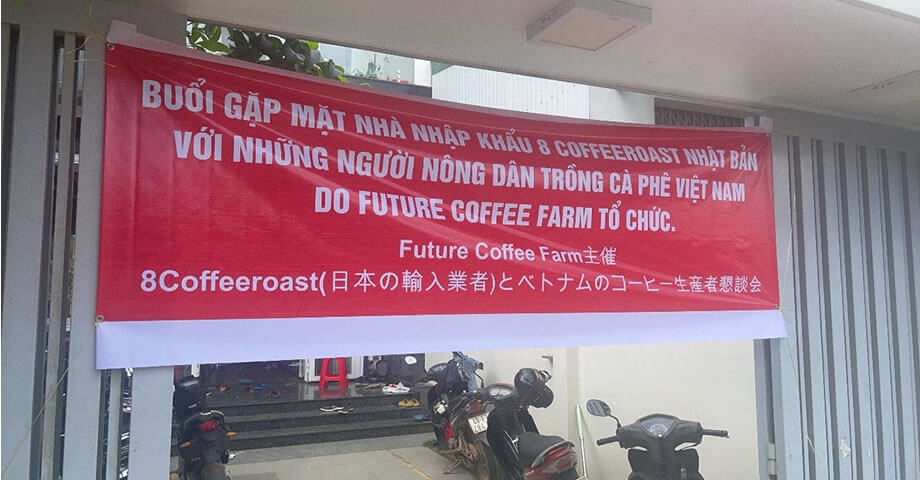 BUỔI GẶP MẶT NHÀ NHẬP KHẨU 8 COFFEEROAST NHẬT BẢN
VỚI NHỮNG NGƯỜI NÔNG DÂN TRỒNG CÀ PHÊ VIỆT NAM
DO FUTURE COFFEE FARM TỔ CHỨC.
Future Coffee Farm主催
8Coffeeroast(日本の輸入業者)とベトナムのコーヒー生産者懇談会